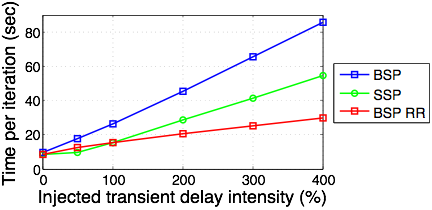 Time per iteration (sec)
80
60
40
20
0
0
100
200
300
400
Injected transient delay intensity (%)
BSP
SSP
BSP RR